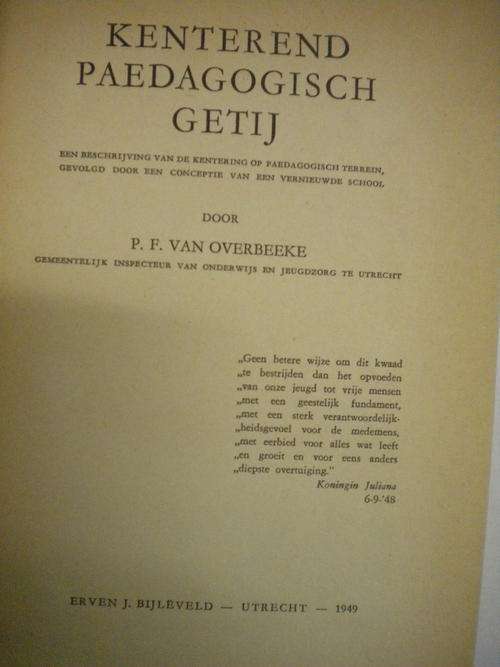 KENTEREND
PAEDAGOGISCH
GETIJ
EEN BESCHRIJVING VAN DE KENTERING OP PAEDAGOGISCH TERREIN,
GEVOLGD DOOR EEN CONCEPTIE VAN EEN VERNIEUWDE SCHOOL
DOOR
P. F. VAN OVERBEEKE
GEMEENTELIJK INSPECTEUR VAN ONDERWIJS EN JEUGDZORG TE UTRECHT
„Geen betere wijze om dit kwaad
„te bestrijden dan het opvoeden
„van onze jeugd tot vrije mensen
„met een geestelijk fundament,
„met een sterk verantwoordelijk-
„heidsgevoel voor de medemens,
„met eerbied voor alles wat leeft
„en groeit en voor eens anders
„diepste overtuiging.”
Koningin Juliana
6-9-'48
ERVEN J. BIJLEVELD — UTRECHT — 1949